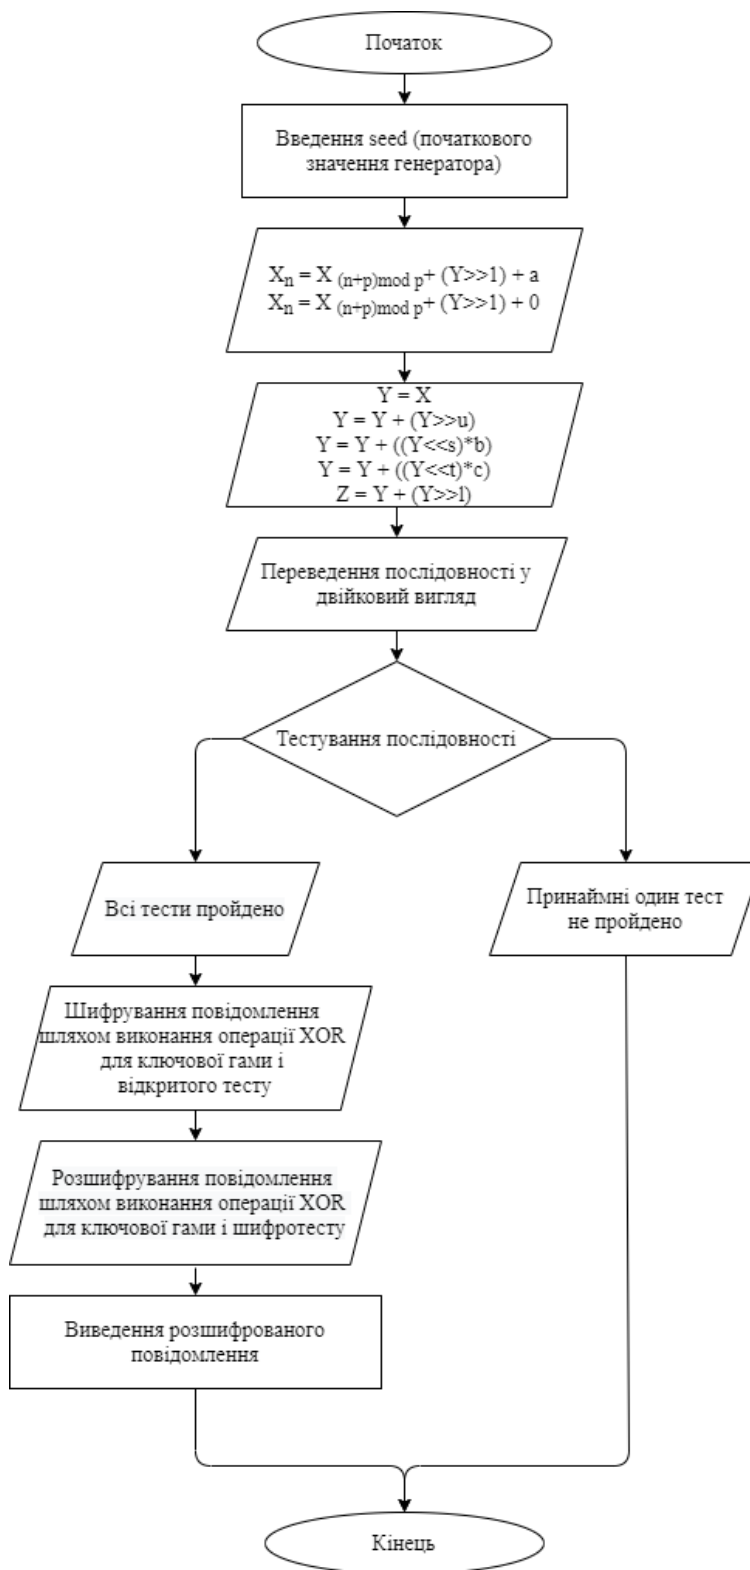 Початок
Введення seed (початкового
значення генератора)
Xn = X (n+p)mod p+ (Y>>1) + a
Xn = X (n+p)mod p+ (Y>>1) + 0
Y = X
Y = Y + (Y>>u)
Y = Y + ((Y<<s)*b)
Y = Y + ((Y<<t)*c)
Z = Y + (Y>>l)
Переведення послідовності у
двійковий вигляд
Тестування послідовності
Всі тести пройдено
Принаймні один тест
не пройдено
Шифрування повідомлення
шляхом виконання операції XOR
для ключової гами і
відкритого тесту
Розшифрування повідомлення
шляхом виконання операції XOR
для ключової гами і шифротесту
Виведення розшифрованого
повідомлення
Кінець